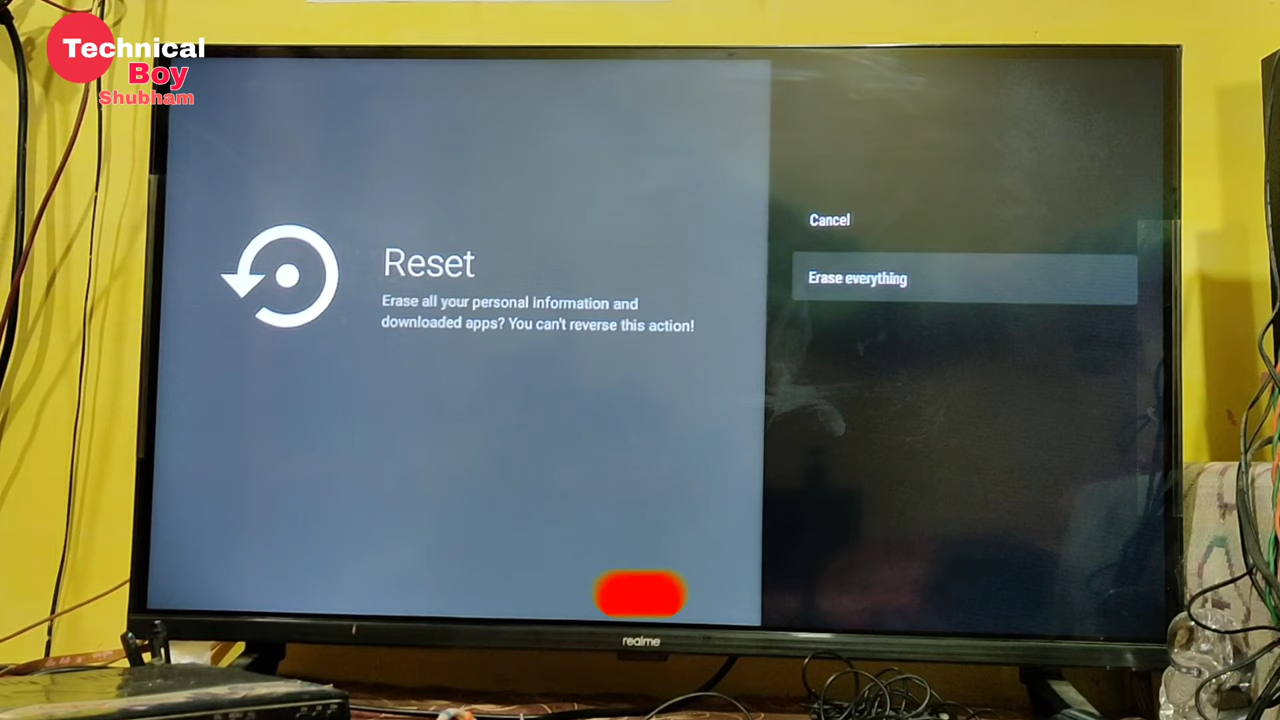 Technical
Boy
Shubham
Reset
Erase all your personal information and
downloaded apps? You can't reverse this action!
Cancel
Erase everything
realme